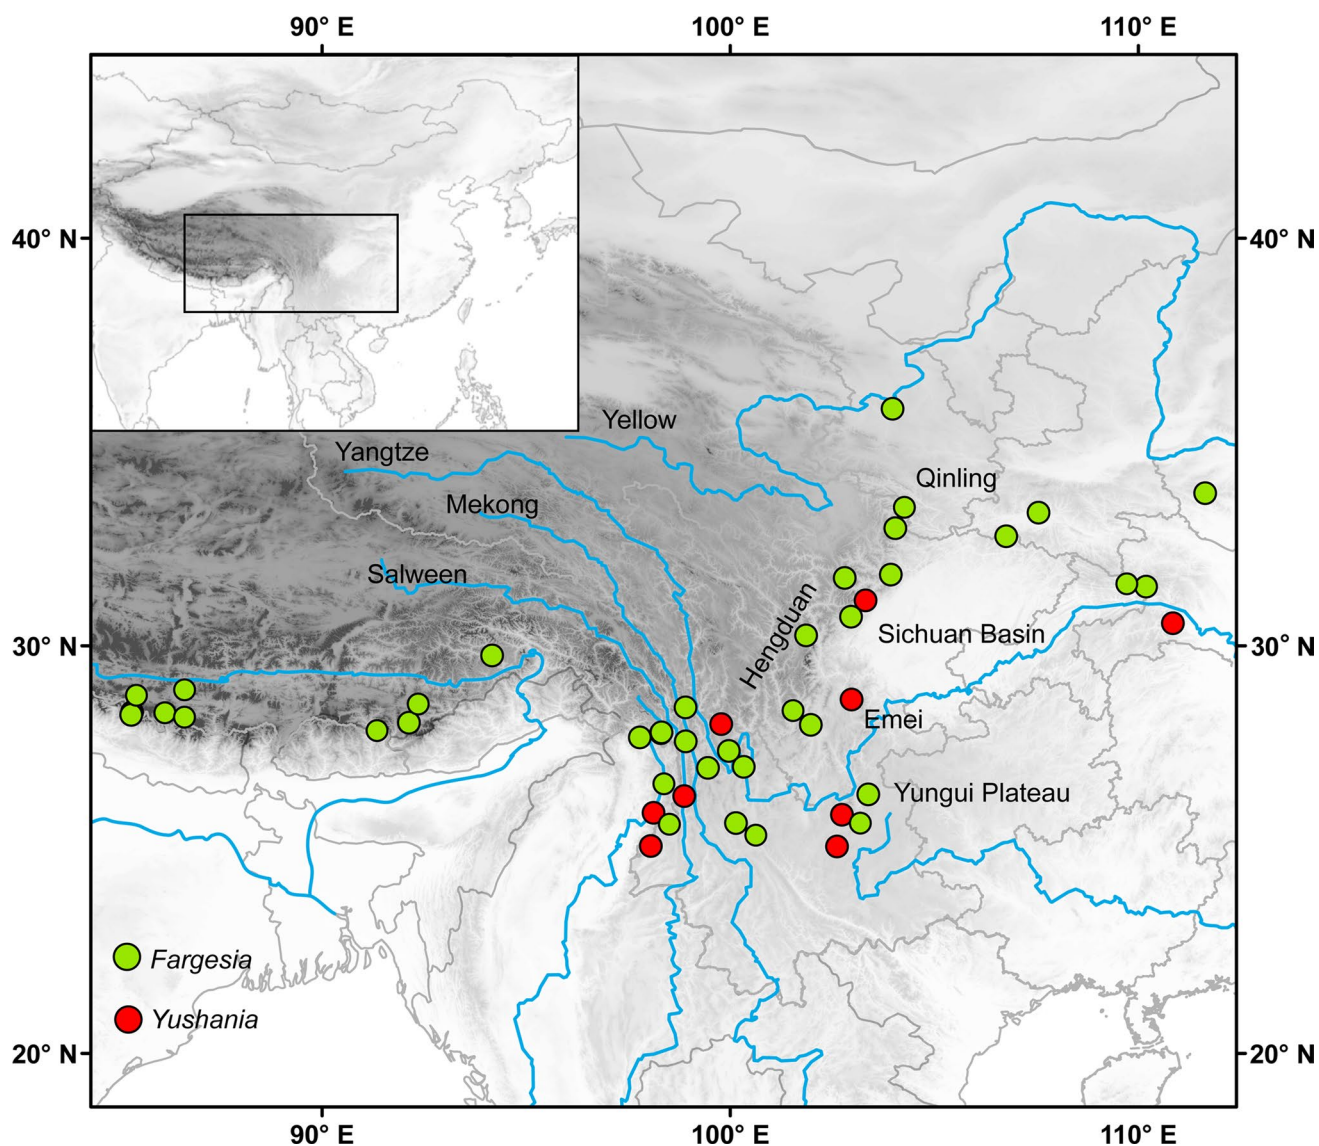 90° E 100° E 110° E
40° N 40° N
Yellow
Yangtze
Qinling
Mekong
Salween
Hengduan
Sichuan Basin
30° N 30° N
Emei
Yungui Plateau
Fargesia
Yushania
20° N 20° N
90° E 100° E 110° E